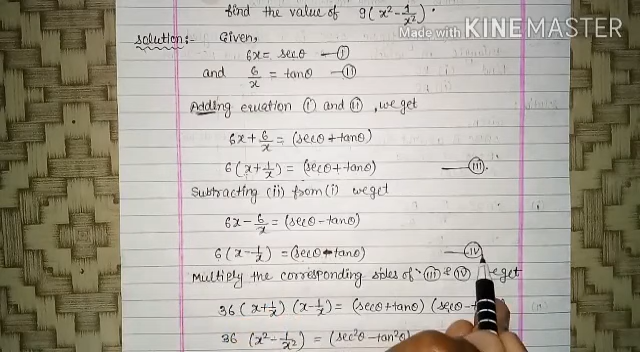 find the value of 9(x² - 1/x²).
Made with KINEMASTER
Solution:- Given,
6x = secθ —(i)
and 6/x = tanθ —(ii)
Adding equation (i) and (ii), we get
6x + 6/x = (secθ + tanθ)
6(x + 1/x) = (secθ + tanθ) —(iii).
Subtracting (ii) from (i) we get
6x - 6/x = (secθ - tanθ)
6(x - 1/x) = (secθ - tanθ) —(iv)
Multiply the corresponding sides of (iii) & (iv) get
36(x + 1/x)(x - 1/x) = (secθ + tanθ)(secθ -
36(x² - 1/x²) = (sec²θ - tan²θ)